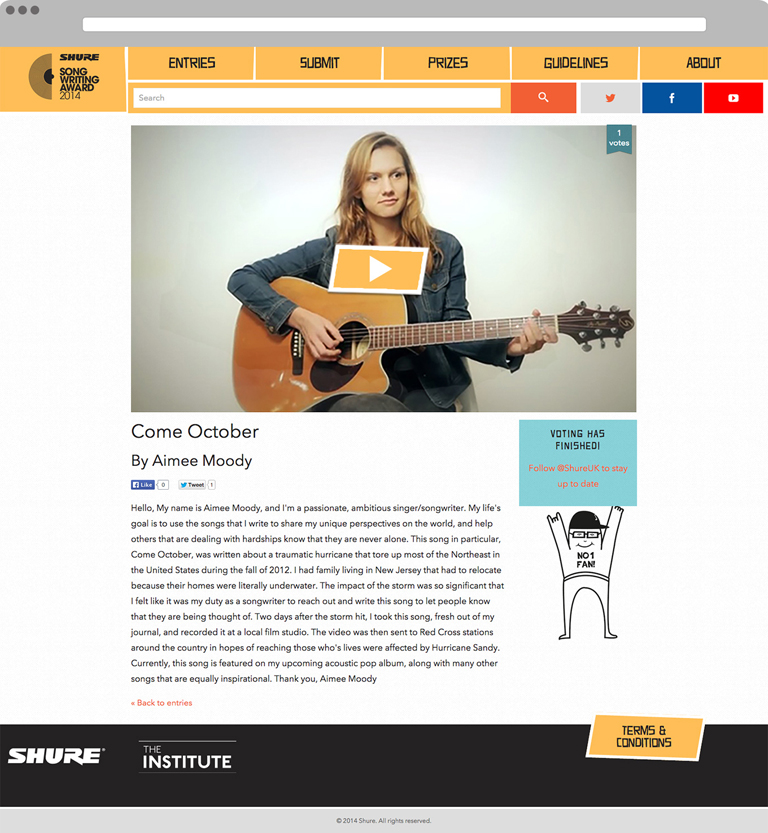 SHURE
SONG
WRITING
AWARD
2014
ENTRIES
SUBMIT
PRIZES
GUIDELINES
ABOUT
Search
1
votes
Come October
By Aimee Moody
Like 0 Tweet 1
Hello, My name is Aimee Moody, and I'm a passionate, ambitious singer/songwriter. My life's
goal is to use the songs that I write to share my unique perspectives on the world, and help
others that are dealing with hardships know that they are never alone. This song in particular,
Come October, was written about a traumatic hurricane that tore up most of the Northeast in
the United States during the fall of 2012. I had family living in New Jersey that had to relocate
because their homes were literally underwater. The impact of the storm was so significant that
I felt like it was my duty as a songwriter to reach out and write this song to let people know
that they are being thought of. Two days after the storm hit, I took this song, fresh out of my
journal, and recorded it at a local film studio. The video was then sent to Red Cross stations
around the country in hopes of reaching those who's lives were affected by Hurricane Sandy.
Currently, this song is featured on my upcoming acoustic pop album, along with many other
songs that are equally inspirational. Thank you, Aimee Moody
« Back to entries
VOTING HAS
FINISHED!
Follow @ShureUK to stay
up to date
NO 1
FAN!
TERMS &
CONDITIONS
SHURE®
THE
INSTITUTE
© 2014 Shure. All rights reserved.